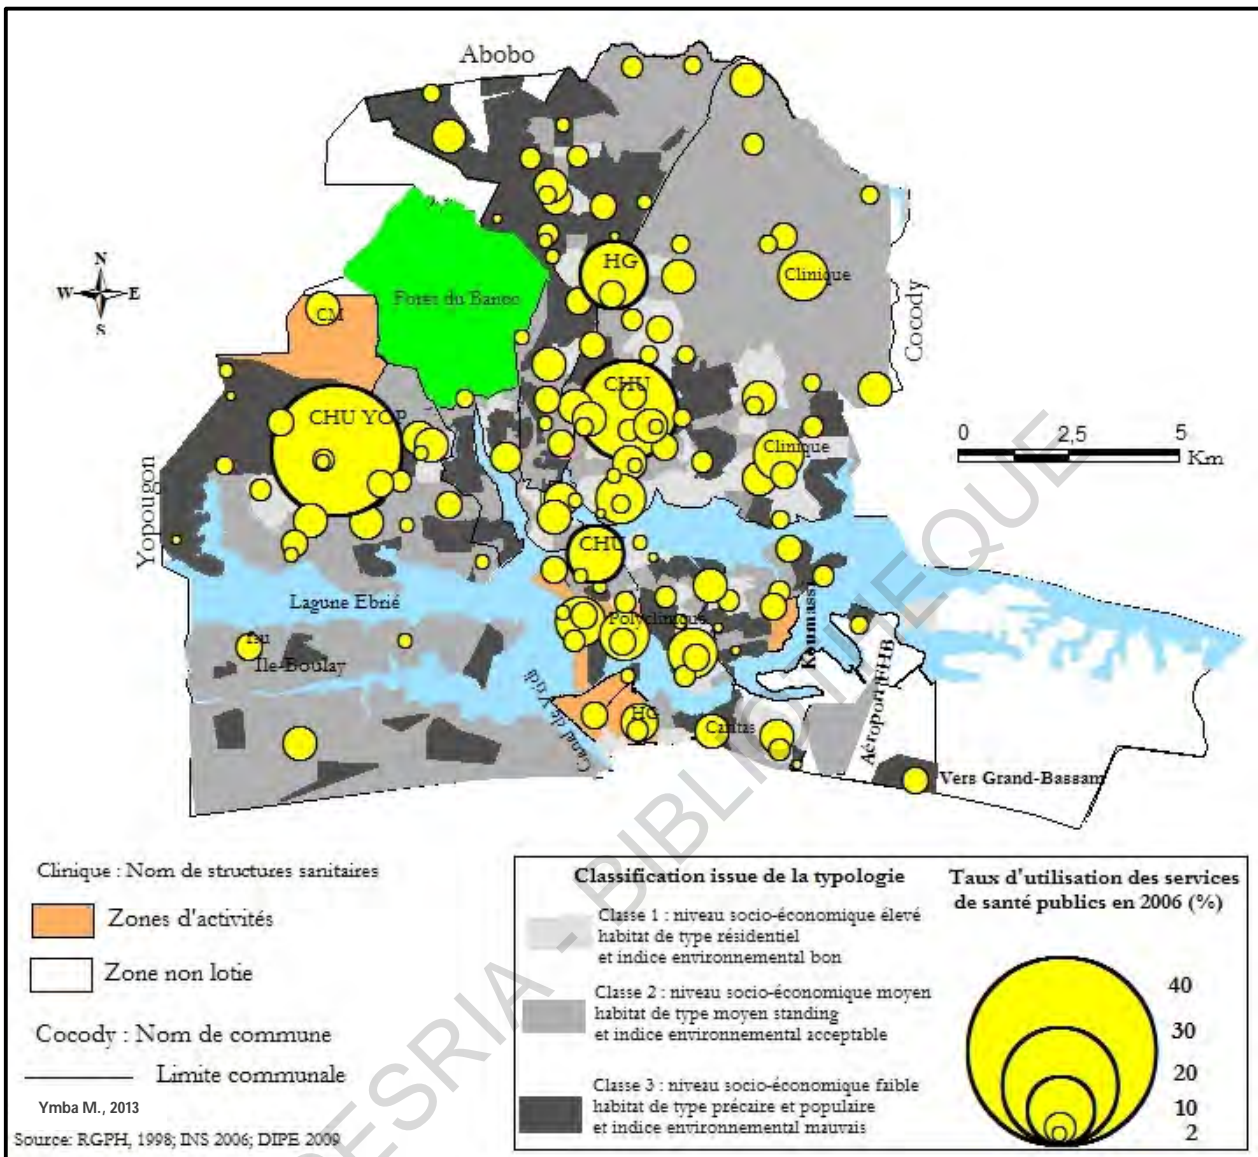 Abobo
N
W E
S
HG
Clinique
Forêt du Banco
CM
Cocody
CHU
CHU YOP
0 2,5 5
Km
Clinique
Yopougon
CHU
Lagune Ebrié
Polyclinique
Koumassi
fsu
Île-Boulay
Canal de Vridi
HG
Caritas
Aéroport FHB
Vers Grand-Bassam
Clinique : Nom de structures sanitaires
Zones d'activités
Zone non lotie
Cocody : Nom de commune
Limite communale
Ymba M., 2013
Source: RGPH, 1998; INS 2006; DIPE 2009
Classification issue de la typologie
Classe 1 : niveau socio-économique élevé
habitat de type résidentiel
et indice environnemental bon
Classe 2 : niveau socio-économique moyen
habitat de type moyen standing
et indice environnemental acceptable
Classe 3 : niveau socio-économique faible
habitat de type précaire et populaire
et indice environnemental mauvais
Taux d'utilisation des services
de santé publics en 2006 (%)
40
30
20
10
2
CODESRIA - BIBLIOTHEQUE